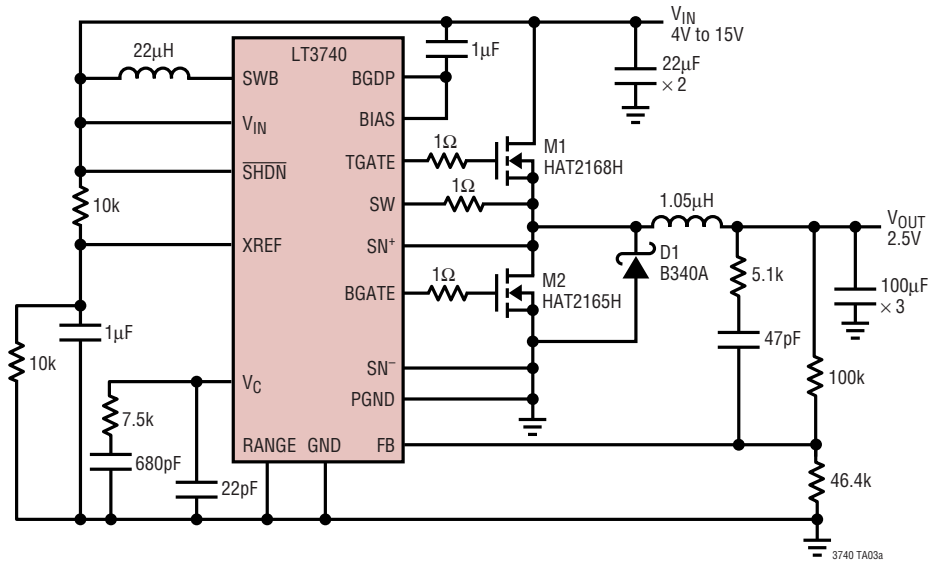 VIN
4V to 15V
22µH
LT3740
1µF
22µF
× 2
SWB
BGDP
VIN
BIAS
1Ω
M1
HAT2168H
TGATE
SHDN
1Ω
10k
SW
1.05µH
VOUT
2.5V
XREF
SN+
D1
B340A
5.1k
1Ω
M2
HAT2165H
BGATE
100µF
× 3
1µF
47pF
10k
SN–
100k
VC
PGND
7.5k
RANGE
GND
FB
680pF
22pF
46.4k
3740 TA03a